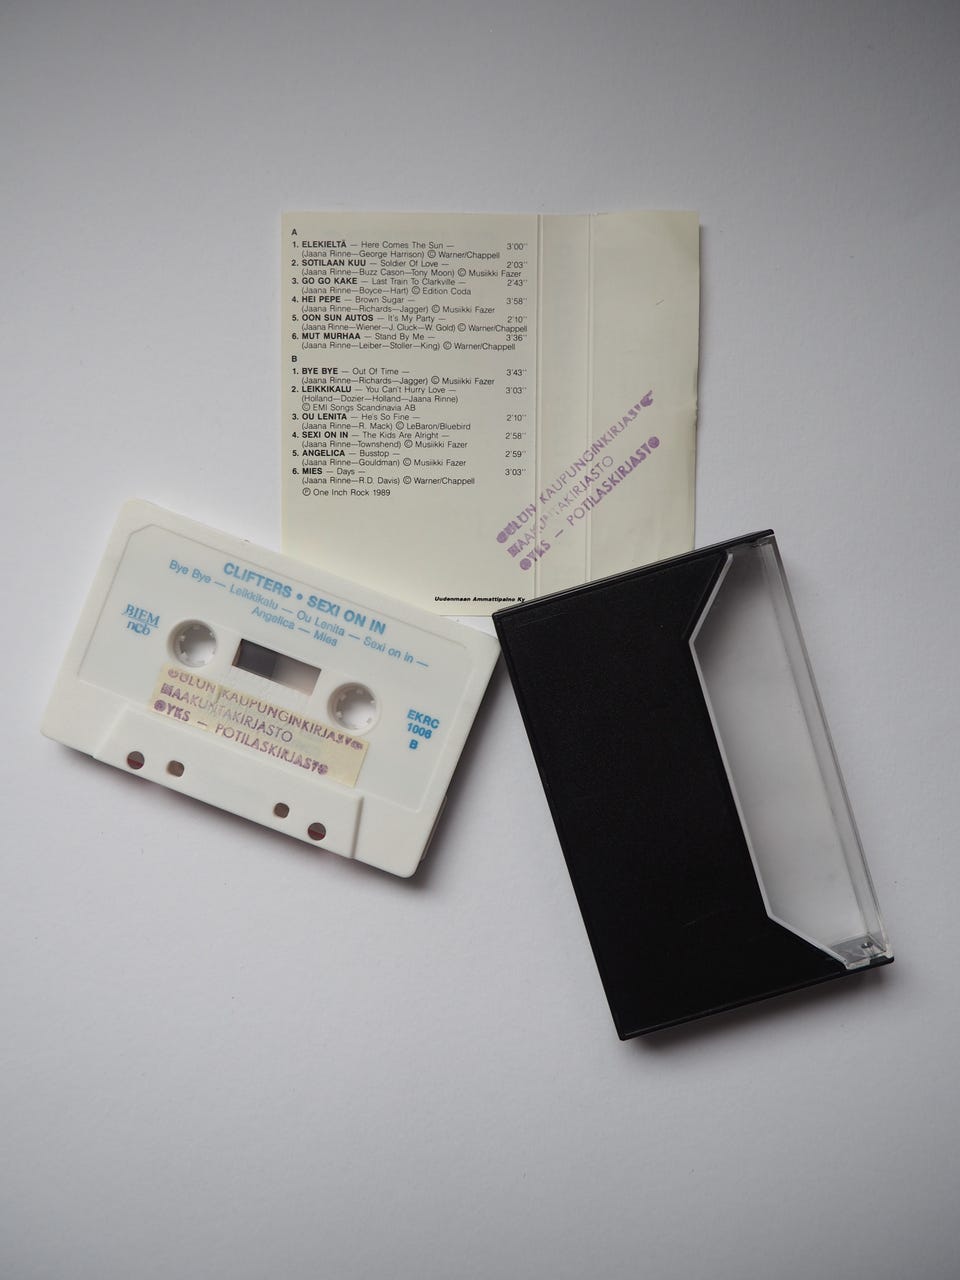 A
1. ELEKIELTÄ — Here Comes The Sun — 3'00''
(Jaana Rinne—George Harrison) © Warner/Chappell
2. SOTILAAN KUU — Soldier Of Love — 2'03''
(Jaana Rinne—Buzz Cason—Tony Moon) © Musiikki Fazer
3. GO GO KAKE — Last Train To Clarkville — 2'43''
(Jaana Rinne—Boyce—Hart) © Edition Coda
4. HEI PEPE — Brown Sugar — 3'58''
(Jaana Rinne—Richards—Jagger) © Musiikki Fazer
5. OON SUN AUTOS — It's My Party — 2'10''
(Jaana Rinne—Wiener—J. Cluck—W. Gold) © Warner/Chappell
6. MUT MURHAA — Stand By Me — 3'36''
(Jaana Rinne—Leiber—Stoller—King) © Warner/Chappell
B
1. BYE BYE — Out Of Time — 3'43''
(Jaana Rinne—Richards—Jagger) © Musiikki Fazer
2. LEIKKIKALU — You Can't Hurry Love — 3'03''
(Holland—Dozier—Holland—Jaana Rinne)
© EMI Songs Scandinavia AB
3. OU LENITA — He's So Fine — 2'10''
(Jaana Rinne—R. Mack) © LeBaron/Bluebird
4. SEXI ON IN — The Kids Are Alright — 2'58''
(Jaana Rinne—Townshend) © Musiikki Fazer
5. ANGELICA — Busstop — 2'59''
(Jaana Rinne—Gouldman) © Musiikki Fazer
6. MIES — Days — 3'03''
(Jaana Rinne—R.D. Davis) © Warner/Chappell
℗ One Inch Rock 1989
OULUN KAUPUNGINKIRJASTO
MAAKUNTAKIRJASTO
OYKS — POTILASKIRJASTO
Uudenmaan Ammattipaino Ky
CLIFTERS • SEXI ON IN
Bye Bye — Leikkikalu — Ou Lenita — Sexi on in —
Angelica — Mies
BIEM
ncb
OULUN KAUPUNGINKIRJASTO
MAAKUNTAKIRJASTO
OYKS — POTILASKIRJASTO
EKRC
1008
B